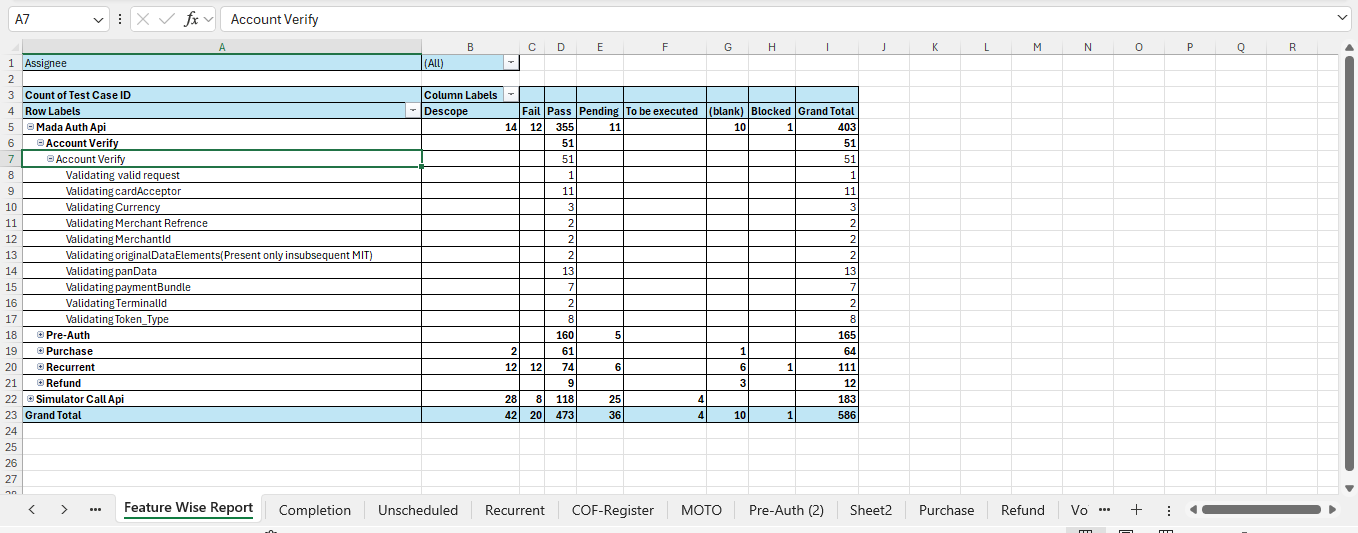 A7 fx Account Verify
A B C D E F G H I J K L M N O P Q R
1 Assignee (All)
2
3 Count of Test Case ID Column Labels
4 Row Labels Descope Fail Pass Pending To be executed (blank) Blocked Grand Total
5 Mada Auth Api 14 12 355 11 10 1 403
6 Account Verify 51 51
7 Account Verify 51 51
8 Validating valid request 1 1
9 Validating cardAcceptor 11 11
10 Validating Currency 3 3
11 Validating Merchant Refrence 2 2
12 Validating MerchantId 2 2
13 Validating originalDataElements(Present only insubsequent MIT) 2 2
14 Validating panData 13 13
15 Validating paymentBundle 7 7
16 Validating TerminalId 2 2
17 Validating Token_Type 8 8
18 Pre-Auth 160 5 165
19 Purchase 2 61 1 64
20 Recurrent 12 12 74 6 6 1 111
21 Refund 9 3 12
22 Simulator Call Api 28 8 118 25 4 183
23 Grand Total 42 20 473 36 4 10 1 586
24
25
26
27
28
Feature Wise Report Completion Unscheduled Recurrent COF-Register MOTO Pre-Auth (2) Sheet2 Purchase Refund Vo